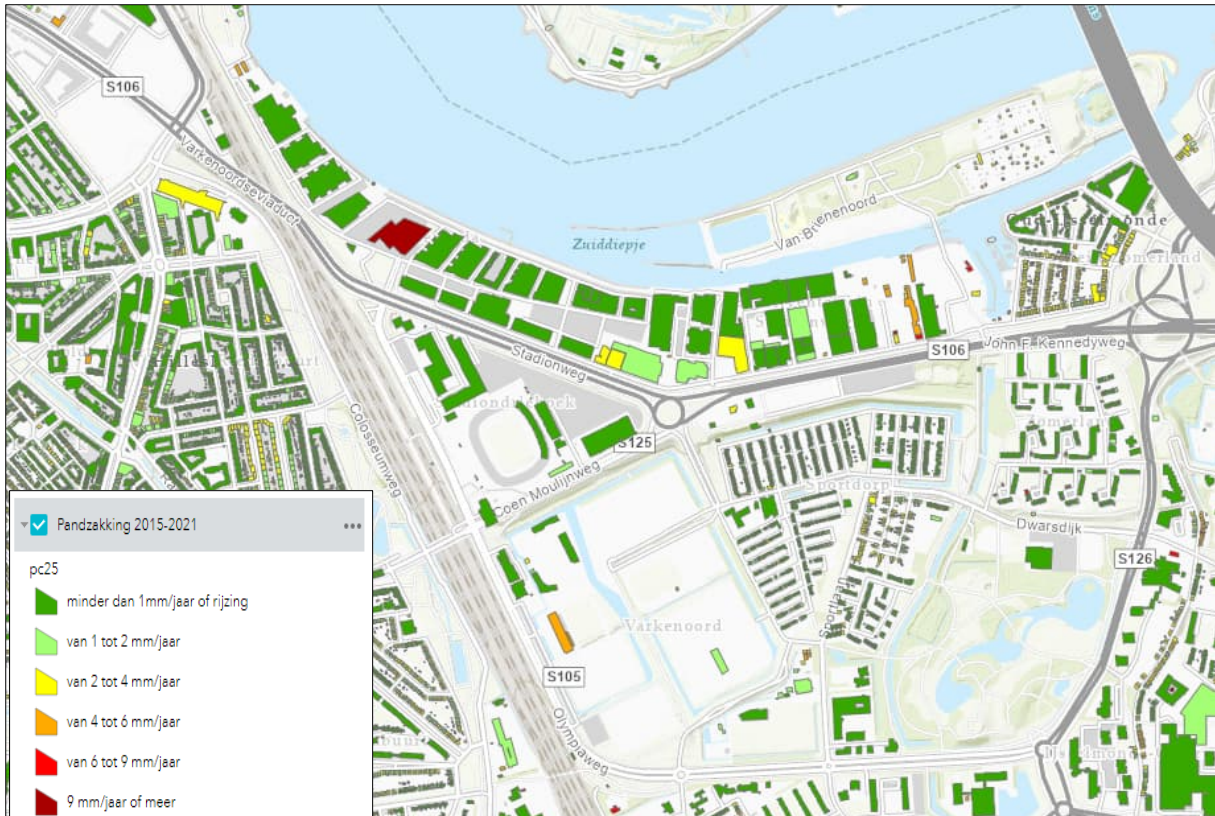 S106
Varkenoordseviaduct
Zuiddiepje
Van-Brienenoord
S106
John F. Kennedyweg
Stadionweg
S125
Colosseumweg
Coen Moulijnweg
Sportdorp
Dwarsdijk
S126
Sportlaan
Varkenoord
S105
Olympiaweg
Pandzakking 2015-2021
pc25
minder dan 1mm/jaar of rijzing
van 1 tot 2 mm/jaar
van 2 tot 4 mm/jaar
van 4 tot 6 mm/jaar
van 6 tot 9 mm/jaar
9 mm/jaar of meer